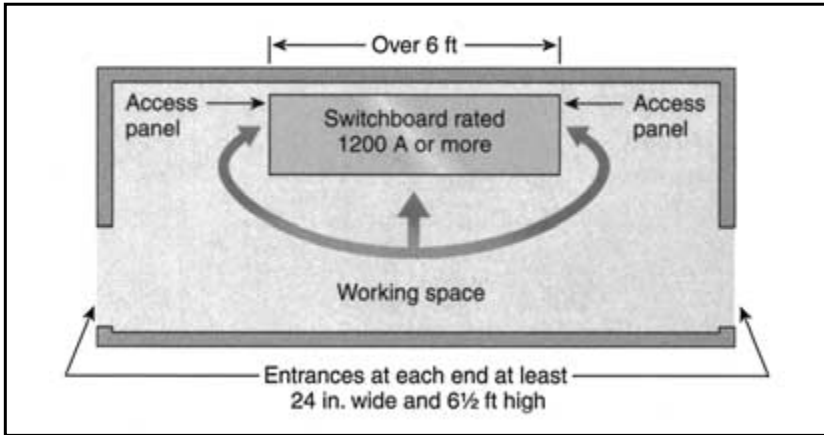 Over 6 ft
Access
panel
Switchboard rated
1200 A or more
Access
panel
Working space
Entrances at each end at least
24 in. wide and 6½ ft high